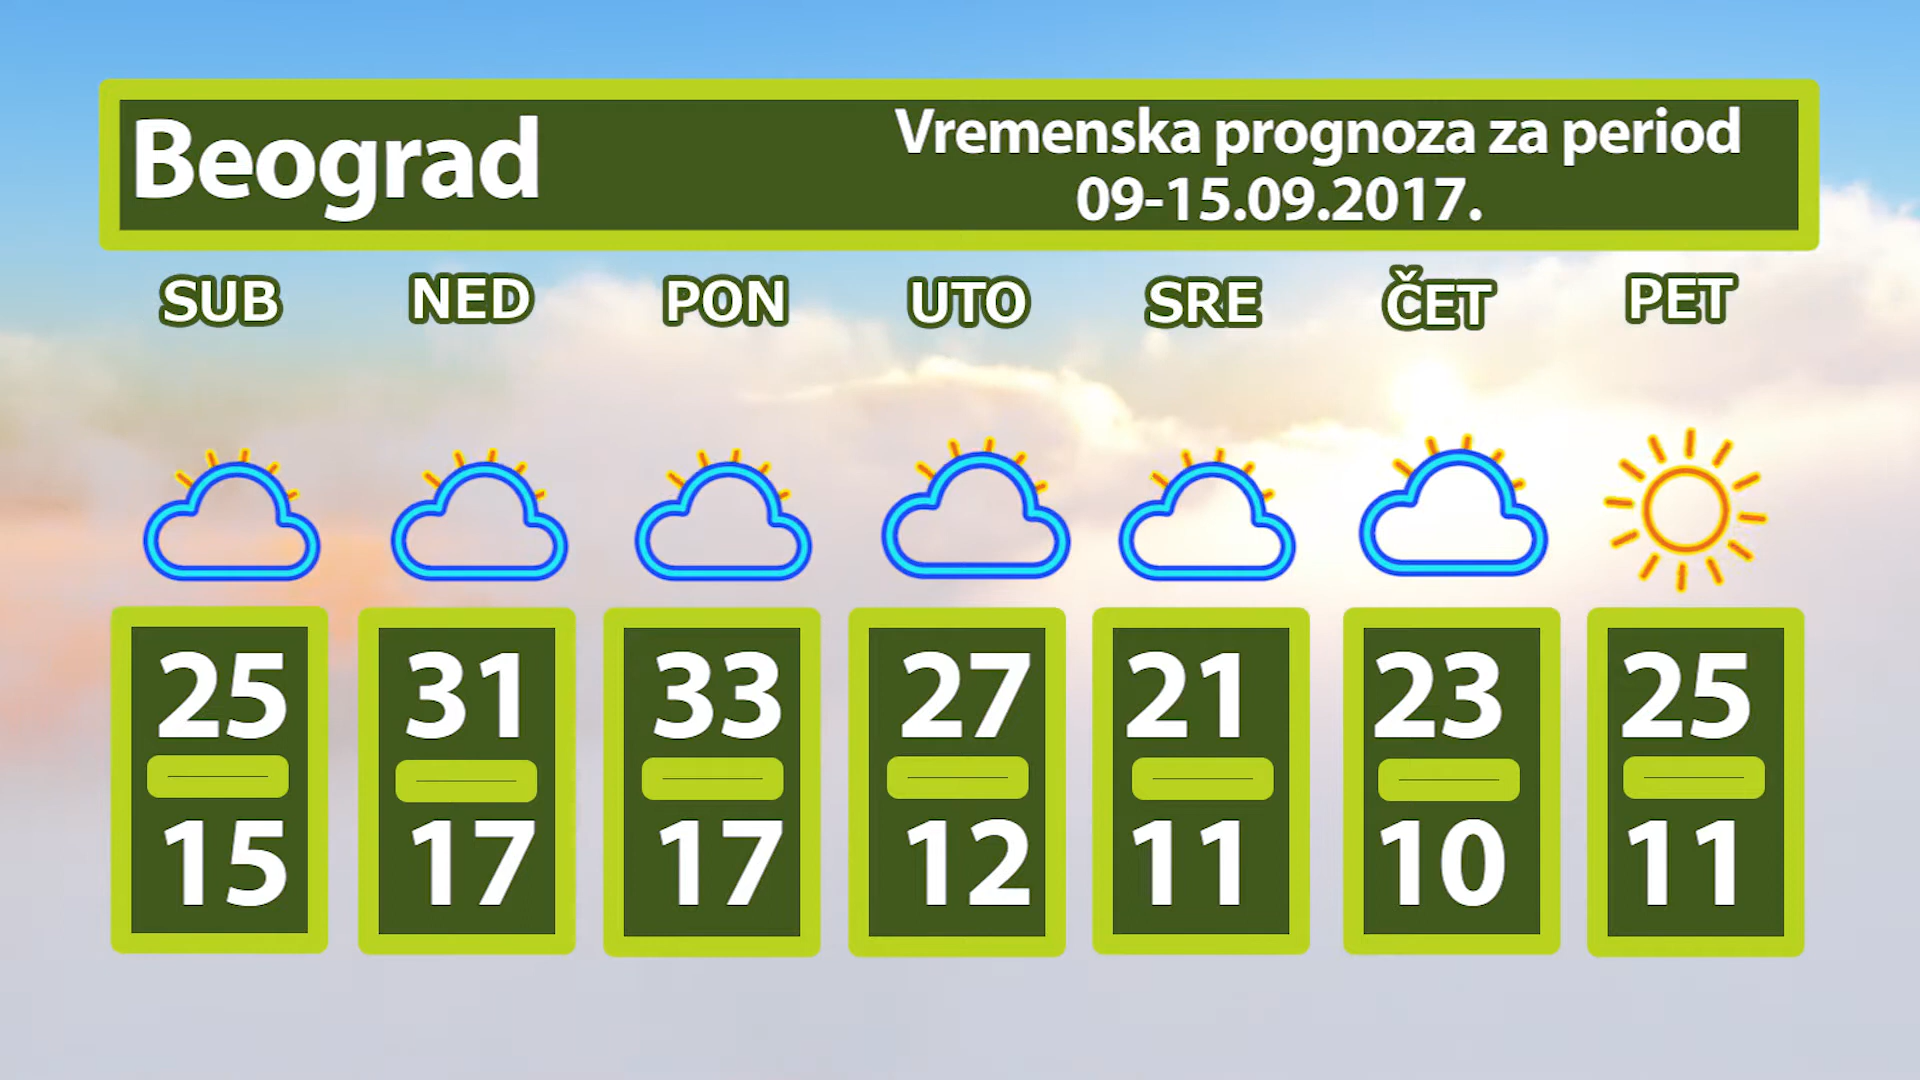 Beograd
Vremenska prognoza za period
09-15.09.2017.
SUB NED PON UTO SRE ČET PET
25 31 33 27 21 23 25
15 17 17 12 11 10 11